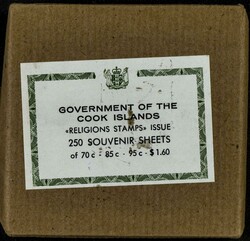 GOVERNMENT OF THE
COOK ISLANDS
«RELIGIONS STAMPS» ISSUE
250 SOUVENIR SHEETS
of 70 c - 85 c - 95 c - $ 1.60